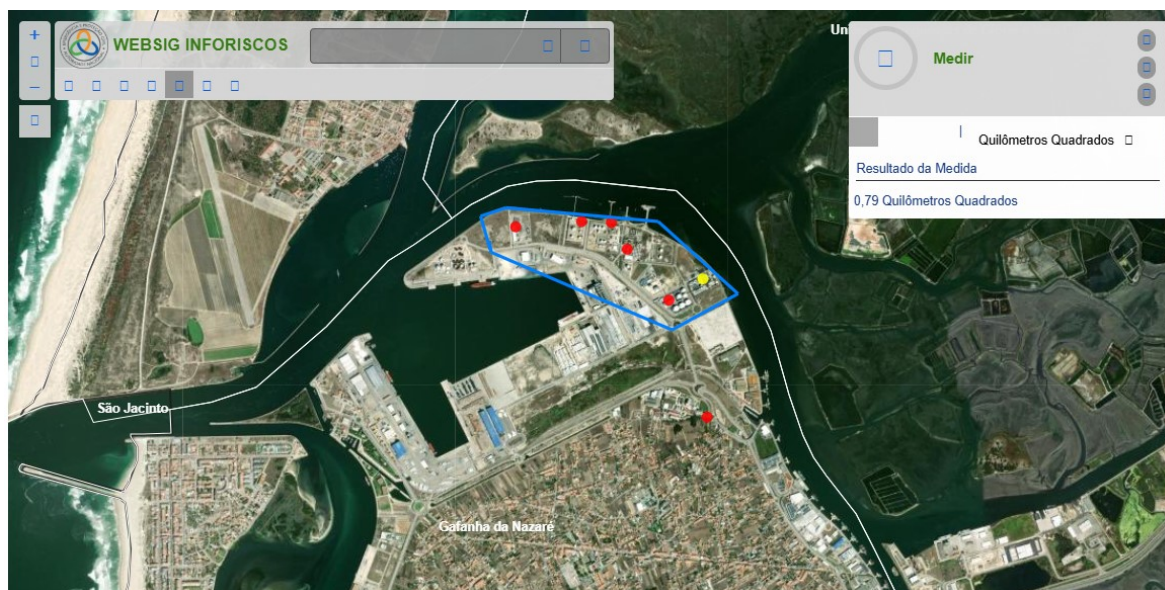 +
WEBSIG INFORISCOS
–
Un
Medir
Quilômetros Quadrados
Resultado da Medida
0,79 Quilômetros Quadrados
São Jacinto
Gafanha da Nazaré